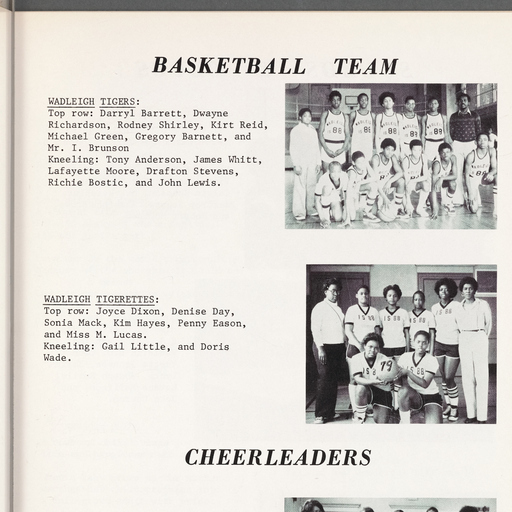 BASKETBALL TEAM
WADLEIGH TIGERS:
Top row: Darryl Barrett, Dwayne
Richardson, Rodney Shirley, Kirt Reid,
Michael Green, Gregory Barnett, and
Mr. I. Brunson
Kneeling: Tony Anderson, James Whitt,
Lafayette Moore, Drafton Stevens,
Richie Bostic, and John Lewis.
WADLEIGH TIGERETTES:
Top row: Joyce Dixon, Denise Day,
Sonia Mack, Kim Hayes, Penny Eason,
and Miss M. Lucas.
Kneeling: Gail Little, and Doris
Wade.
CHEERLEADERS